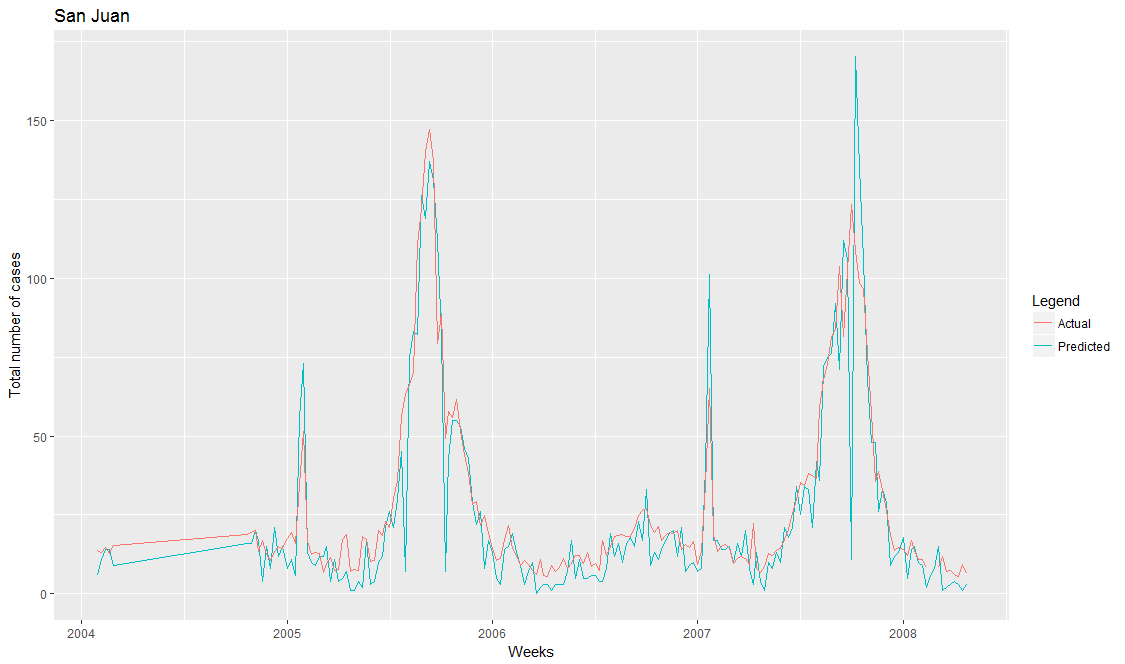 San Juan
Total number of cases
150
100
50
0
2004 2005 2006 2007 2008
Weeks
Legend
Actual
Predicted